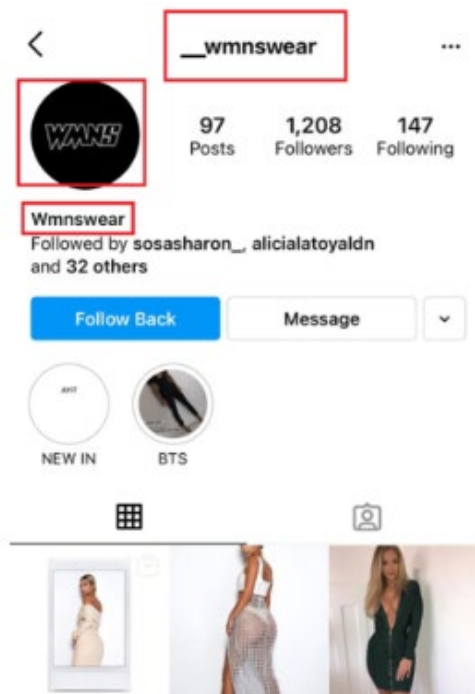 __wmnswear
WMNS
97 1,208 147
Posts Followers Following
Wmnswear
Followed by sosasharon_, alicialatoyaldn
and 32 others
Follow Back Message
NEW IN BTS